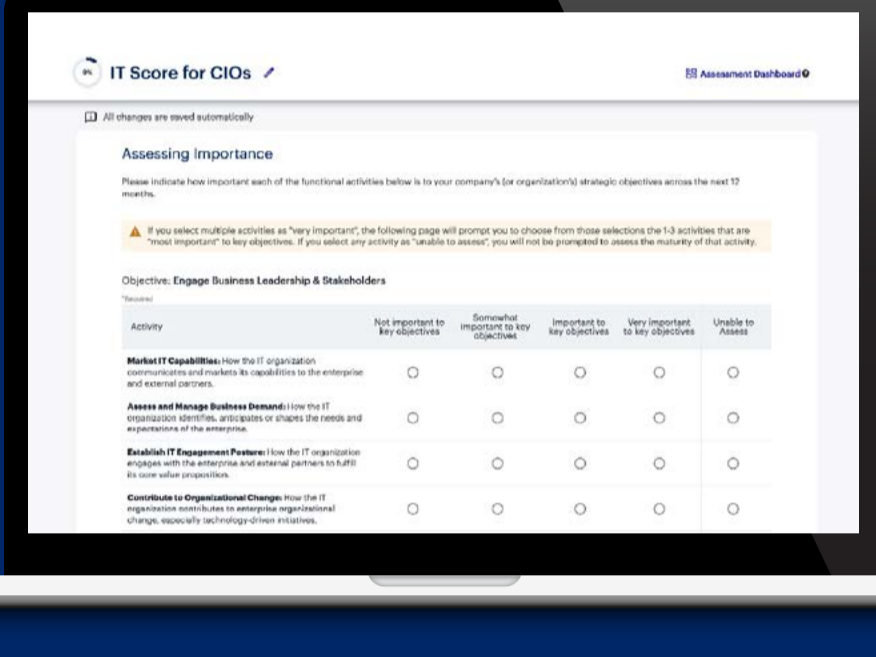 0%
IT Score for CIOs
Assessment Dashboard
All changes are saved automatically
Assessing Importance
Please indicate how important each of the functional activities below is to your company's (or organization's) strategic objectives across the next 12
months.
If you select multiple activities as "very important", the following page will prompt you to choose from those selections the 1-3 activities that are
"most important" to key objectives. If you select any activity as "unable to assess", you will not be prompted to assess the maturity of that activity.
Objective: Engage Business Leadership & Stakeholders
*Required
Activity
Not important to
key objectives
Somewhat
important to key
objectives
Important to
key objectives
Very important
to key objectives
Unable to
Assess
Market IT Capabilities: How the IT organization
communicates and markets its capabilities to the enterprise
and external partners.
Assess and Manage Business Demand: How the IT
organization identifies, anticipates or shapes the needs and
expectations of the enterprise.
Establish IT Engagement Posture: How the IT organization
engages with the enterprise and external partners to fulfill
its core value proposition.
Contribute to Organizational Change: How the IT
organization contributes to enterprise organizational
change, especially technology-driven initiatives.